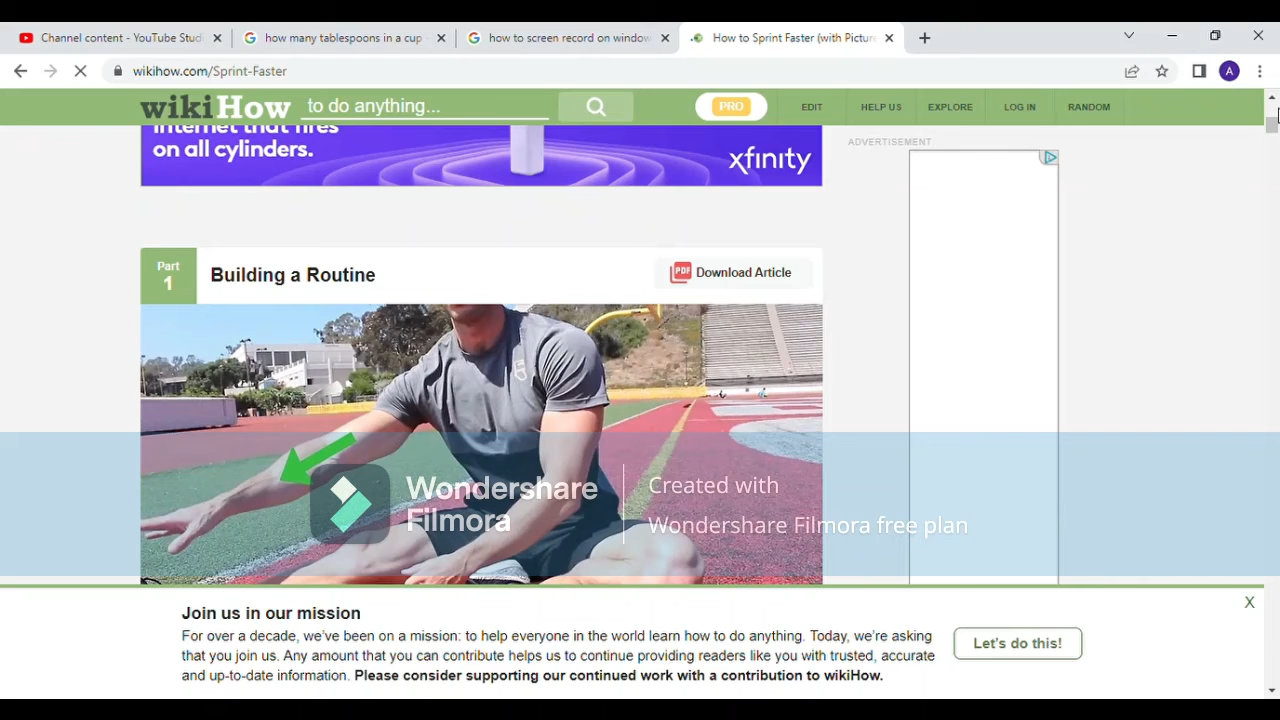 Channel content - YouTube Studi
how many tablespoons in a cup
how to screen record on window
How to Sprint Faster (with Picture
wikihow.com/Sprint-Faster
A
wikiHow
to do anything...
PRO
EDIT
HELP US
EXPLORE
LOG IN
RANDOM
internet that fires
on all cylinders.
xfinity
ADVERTISEMENT
Part
1
Building a Routine
PDF
Download Article
Wondershare
Filmora
Created with
Wondershare Filmora free plan
Join us in our mission
X
For over a decade, we've been on a mission: to help everyone in the world learn how to do anything. Today, we're asking
that you join us. Any amount that you can contribute helps us to continue providing readers like you with trusted, accurate
and up-to-date information. Please consider supporting our continued work with a contribution to wikiHow.
Let's do this!